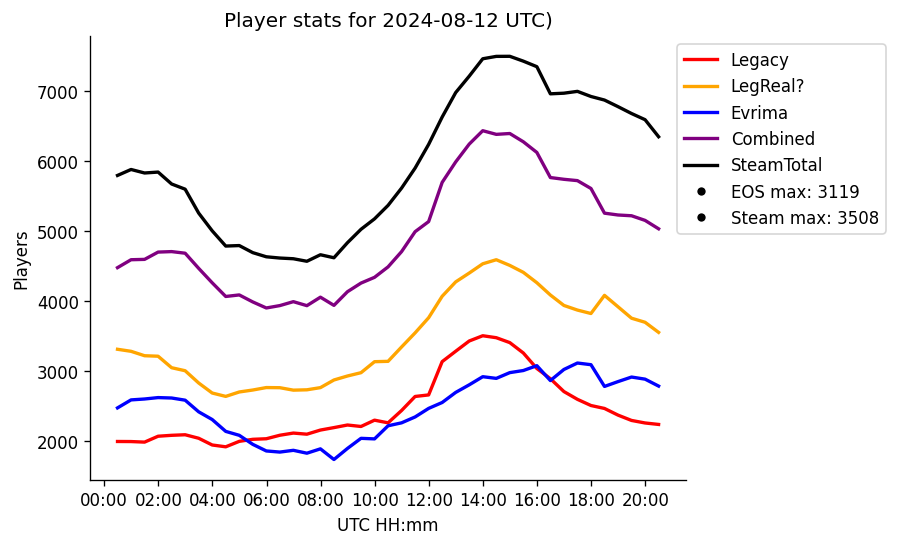 Player stats for 2024-08-12 UTC)
Legacy
LegReal?
Evrima
Combined
SteamTotal
EOS max: 3119
Steam max: 3508
Players
7000
6000
5000
4000
3000
2000
00:00 02:00 04:00 06:00 08:00 10:00 12:00 14:00 16:00 18:00 20:00
UTC HH:mm